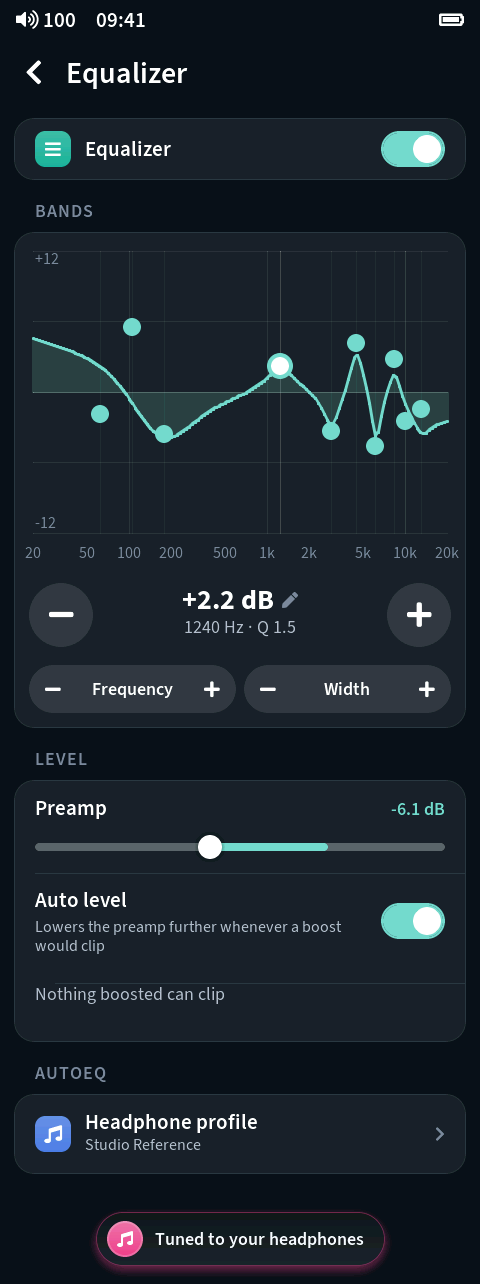 100 09:41
Equalizer
Equalizer
BANDS
+12
-12
20 50 100 200 500 1k 2k 5k 10k 20k
+2.2 dB
1240 Hz · Q 1.5
Frequency Width
LEVEL
Preamp -6.1 dB
Auto level
Lowers the preamp further whenever a boost
would clip
Nothing boosted can clip
AUTOEQ
Headphone profile
Studio Reference
Tuned to your headphones